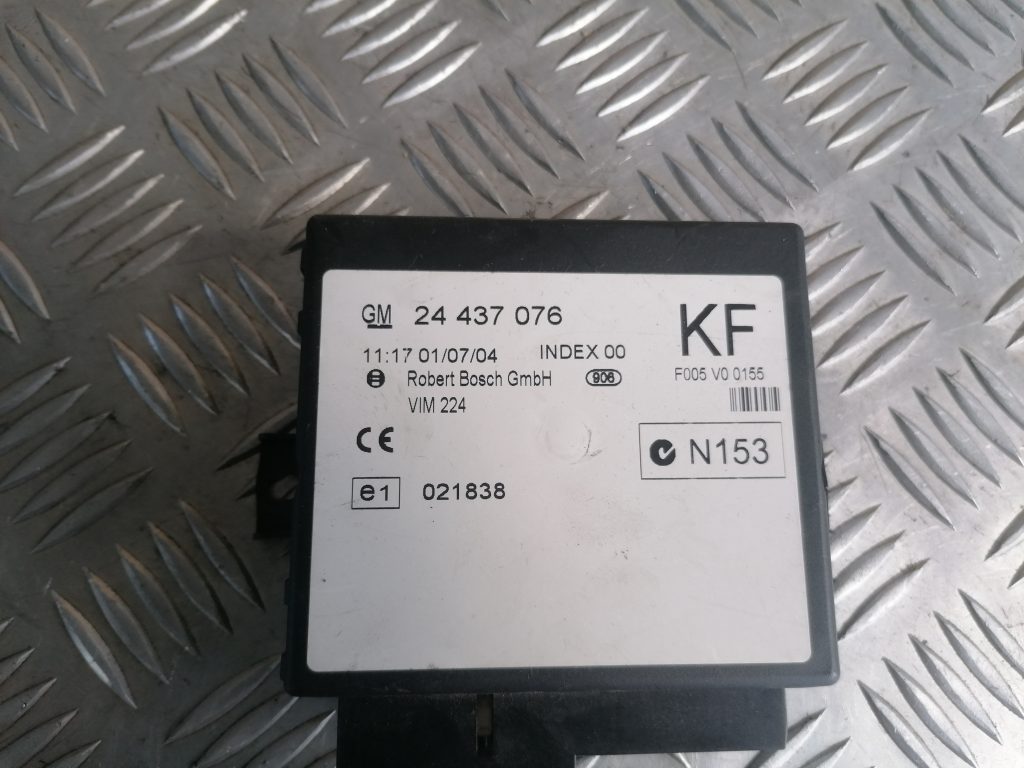 GM 24 437 076
KF
11:17 01/07/04 INDEX 00
F005 V0 0155
Robert Bosch GmbH 906
VIM 224
CE
N153
e1 021838